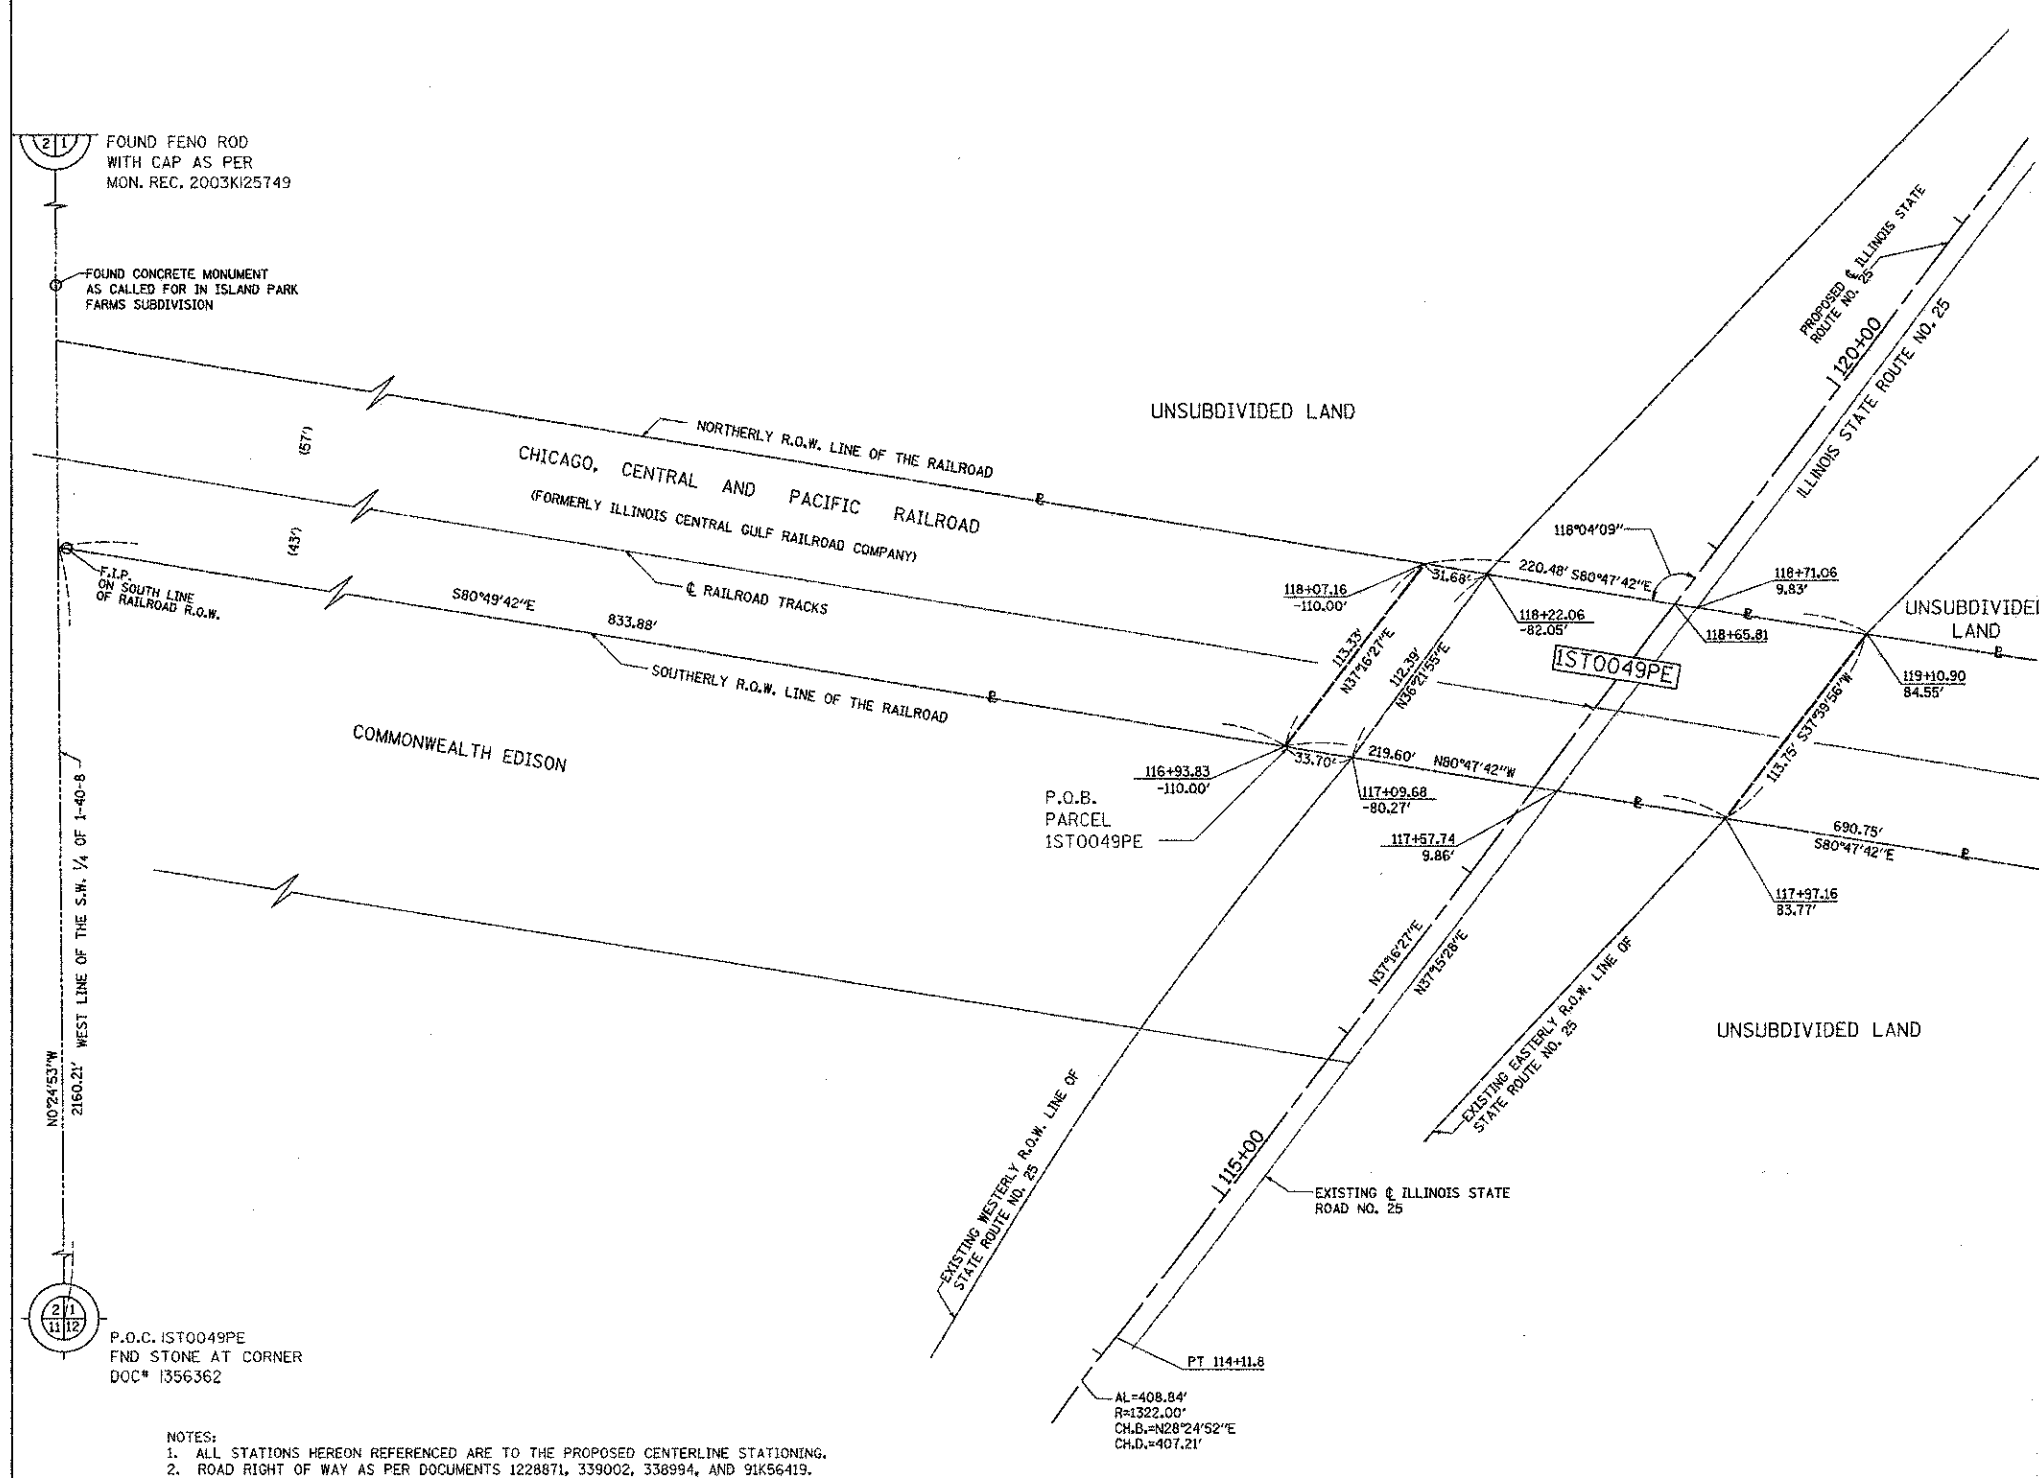 2 1
FOUND FENO ROD
WITH CAP AS PER
MON. REC. 2003K125749
FOUND CONCRETE MONUMENT
AS CALLED FOR IN ISLAND PARK
FARMS SUBDIVISION
(57')
(43')
NORTHERLY R.O.W. LINE OF THE RAILROAD
CHICAGO, CENTRAL AND PACIFIC RAILROAD
(FORMERLY ILLINOIS CENTRAL GULF RAILROAD COMPANY)
℄ RAILROAD TRACKS
F.I.P.
ON SOUTH LINE
OF RAILROAD R.O.W.
S80°49'42"E
833.88'
SOUTHERLY R.O.W. LINE OF THE RAILROAD
COMMONWEALTH EDISON
UNSUBDIVIDED LAND
PROPOSED ℄ ILLINOIS STATE
ROUTE NO. 25
120+00
ILLINOIS STATE ROUTE NO. 25
118°04'09"
118+07.16
-110.00'
31.68'
220.48' S80°47'42"E
118+22.06
-82.05'
118+71.06
9.83'
118+65.81
UNSUBDIVIDED
LAND
119+10.90
84.55'
113.33'
N37°16'27"E
112.39'
N36°21'55"E
1ST0049PE
113.75' S37°39'56"W
116+93.83
-110.00'
33.70'
219.60' N80°47'42"W
117+09.68
-80.27'
P.O.B.
PARCEL
1ST0049PE
117+57.74
9.86'
690.75'
S80°47'42"E
117+97.16
83.77'
N37°16'27"E
N37°15'28"E
EXISTING EASTERLY R.O.W. LINE OF
STATE ROUTE NO. 25
UNSUBDIVIDED LAND
N0°24'53"W
2160.21' WEST LINE OF THE S.W. 1/4 OF 1-40-8
EXISTING WESTERLY R.O.W. LINE OF
STATE ROUTE NO. 25
115+00
EXISTING ℄ ILLINOIS STATE
ROAD NO. 25
2 1
11 12
P.O.C. 1ST0049PE
FND STONE AT CORNER
DOC# 1356362
PT 114+11.8
AL=408.84'
R=1322.00'
CH.B.=N28°24'52"E
CH.D.=407.21'
NOTES:
1. ALL STATIONS HEREON REFERENCED ARE TO THE PROPOSED CENTERLINE STATIONING.
2. ROAD RIGHT OF WAY AS PER DOCUMENTS 1228871, 339002, 338994, AND 91K56419.